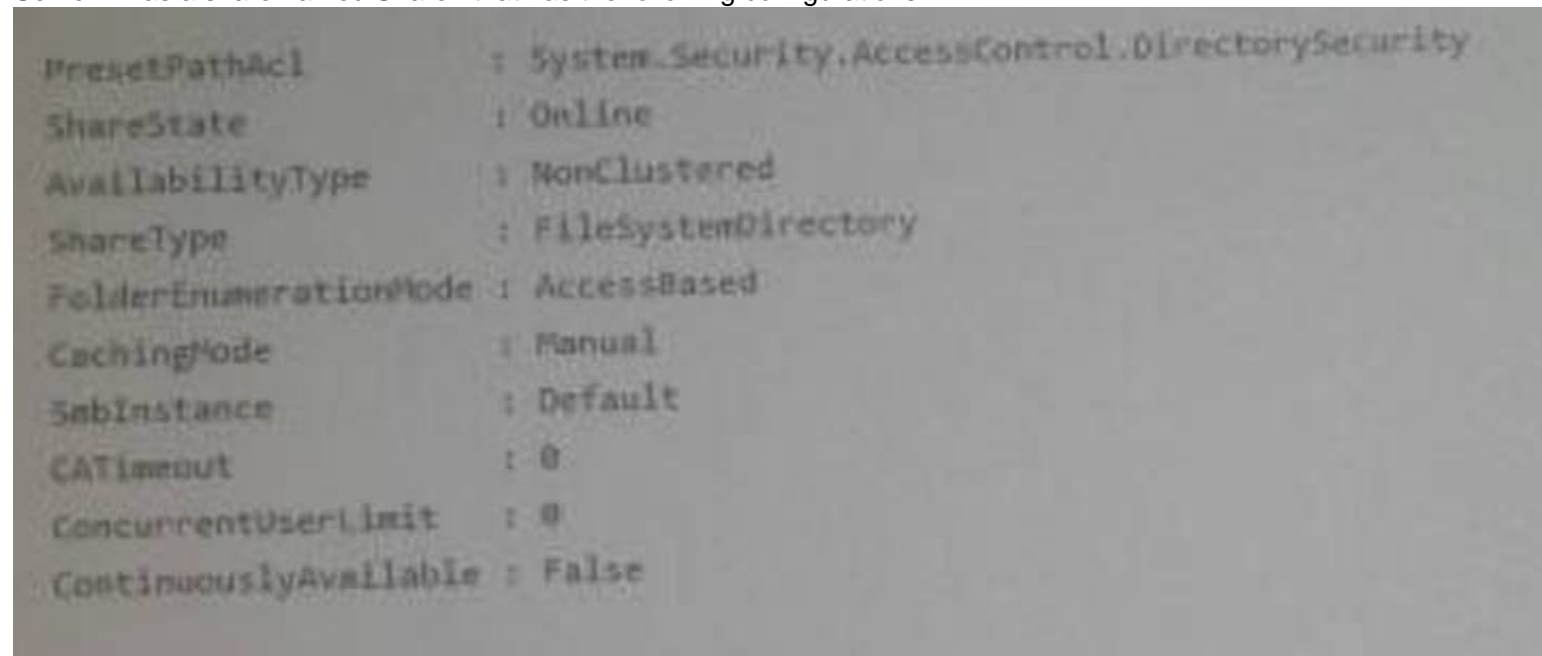 PresetPathAcl : System.Security.AccessControl.DirectorySecurity
ShareState : Online
AvailabilityType : NonClustered
ShareType : FileSystemDirectory
FolderEnumerationMode : AccessBased
CachingMode : Manual
SmbInstance : Default
CATimeout : 0
ConcurrentUserLimit : 0
ContinuouslyAvailable : False